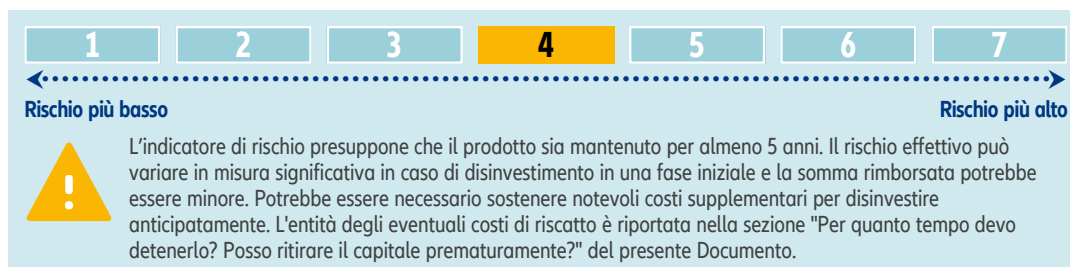 1 2 3 4 5 6 7
Rischio più basso Rischio più alto
L'indicatore di rischio presuppone che il prodotto sia mantenuto per almeno 5 anni. Il rischio effettivo può
variare in misura significativa in caso di disinvestimento in una fase iniziale e la somma rimborsata potrebbe
essere minore. Potrebbe essere necessario sostenere notevoli costi supplementari per disinvestire
anticipatamente. L'entità degli eventuali costi di riscatto è riportata nella sezione "Per quanto tempo devo
detenerlo? Posso ritirare il capitale prematuramente?" del presente Documento.